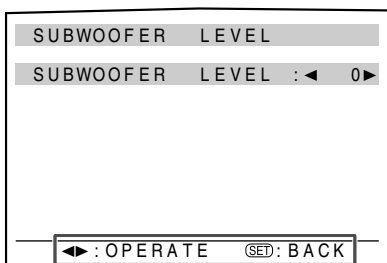 SUBWOOFER LEVEL
SUBWOOFER LEVEL :◄ 0►
◄►:OPERATE SET:BACK